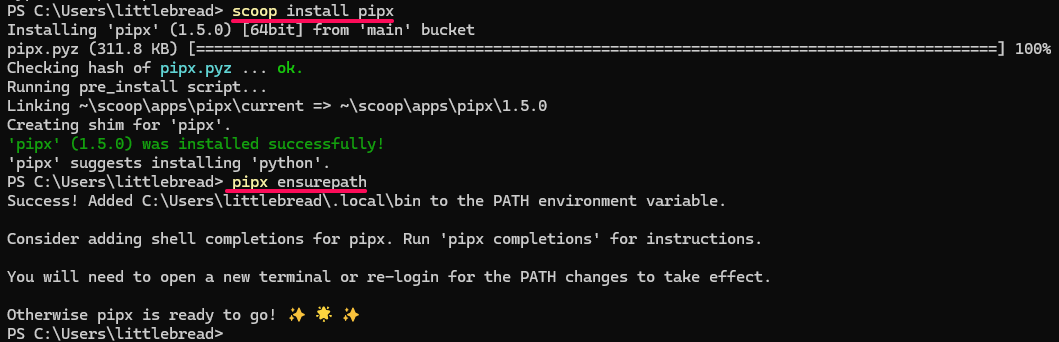 PS C:\Users\littlebread> scoop install pipx
Installing 'pipx' (1.5.0) [64bit] from 'main' bucket
pipx.pyz (311.8 KB) [=========================================================================================] 100%
Checking hash of pipx.pyz ... ok.
Running pre_install script...
Linking ~\scoop\apps\pipx\current => ~\scoop\apps\pipx\1.5.0
Creating shim for 'pipx'.
'pipx' (1.5.0) was installed successfully!
'pipx' suggests installing 'python'.
PS C:\Users\littlebread> pipx ensurepath
Success! Added C:\Users\littlebread\.local\bin to the PATH environment variable.

Consider adding shell completions for pipx. Run 'pipx completions' for instructions.

You will need to open a new terminal or re-login for the PATH changes to take effect.

Otherwise pipx is ready to go! ✨ 🌟 ✨
PS C:\Users\littlebread>